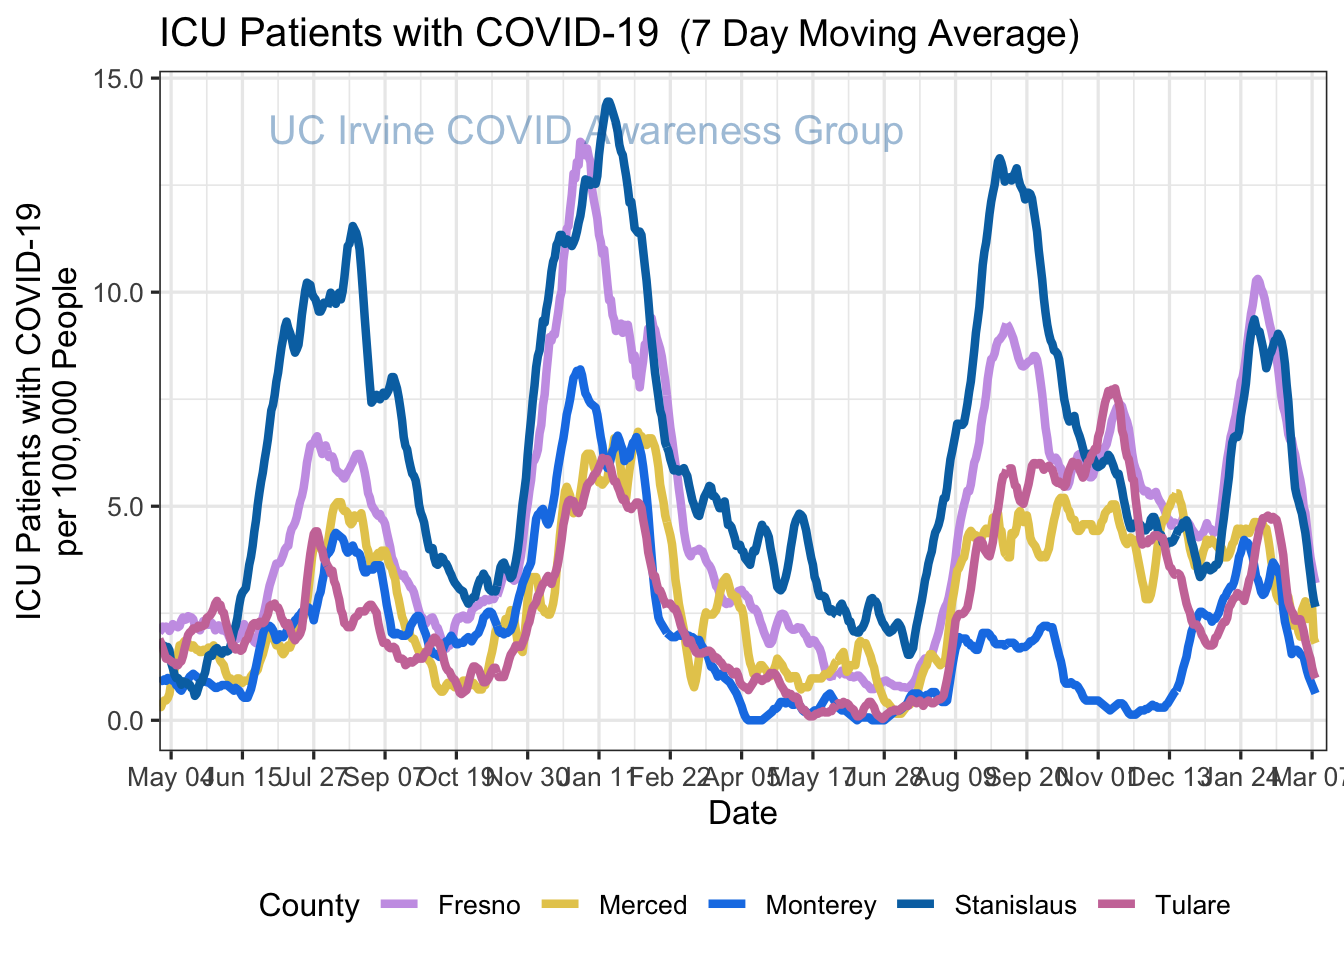 ICU Patients with COVID-19 (7 Day Moving Average)
UC Irvine COVID Awareness Group
ICU Patients with COVID-19
per 100,000 People
15.0
10.0
5.0
0.0
May 04 Jun 15 Jul 27 Sep 07 Oct 19 Nov 30 Jan 11 Feb 22 Apr 05 May 17 Jun 28 Aug 09 Sep 20 Nov 01 Dec 13 Jan 24 Mar 07
Date
County Fresno Merced Monterey Stanislaus Tulare